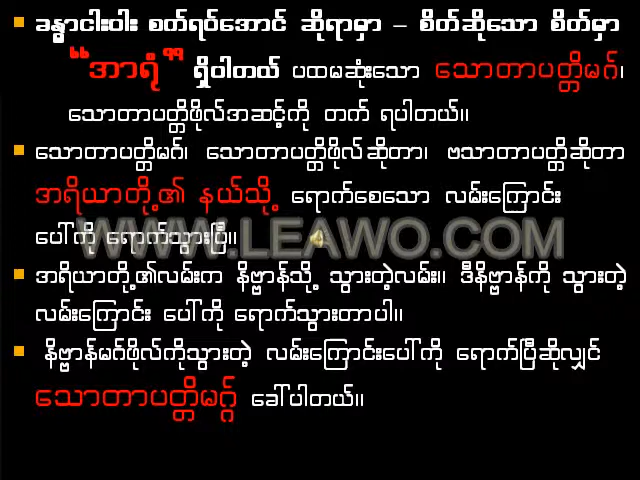 ခန္ဓာငါးပါး စက်ရပ်အောင် ဆိုရာမှာ – စိတ်ဆိုသော စိတ်မှာ
“အာရုံ” ရှိပါတယ် ပထမဆုံးသော သောတာပတ္တိမဂ်၊
သောတာပတ္တိဖိုလ်အဆင့်ကို တက် ရပါတယ်။
သောတာပတ္တိမဂ်၊ သောတာပတ္တိဖိုလ်ဆိုတာ၊ ဗသာတာပတ္တိဆိုတာ
အရိယာတို့၏ နယ်သို့ ရောက်စေသော လမ်းကြောင်း
ပေါ်ကို ရောက်သွားပြီ။
WWW.LEAWO.COM
အရိယာတို့၏လမ်းက နိဗ္ဗာန်သို့ သွားတဲ့လမ်း။ ဒီနိဗ္ဗာန်ကို သွားတဲ့
လမ်းကြောင်း ပေါ်ကို ရောက်သွားတာပါ။
နိဗ္ဗာန်မဂ်ဖိုလ်ကိုသွားတဲ့ လမ်းကြောင်းပေါ်ကို ရောက်ပြီဆိုလျှင်
သောတာပတ္တိမဂ္ဂ် ခေါ်ပါတယ်။